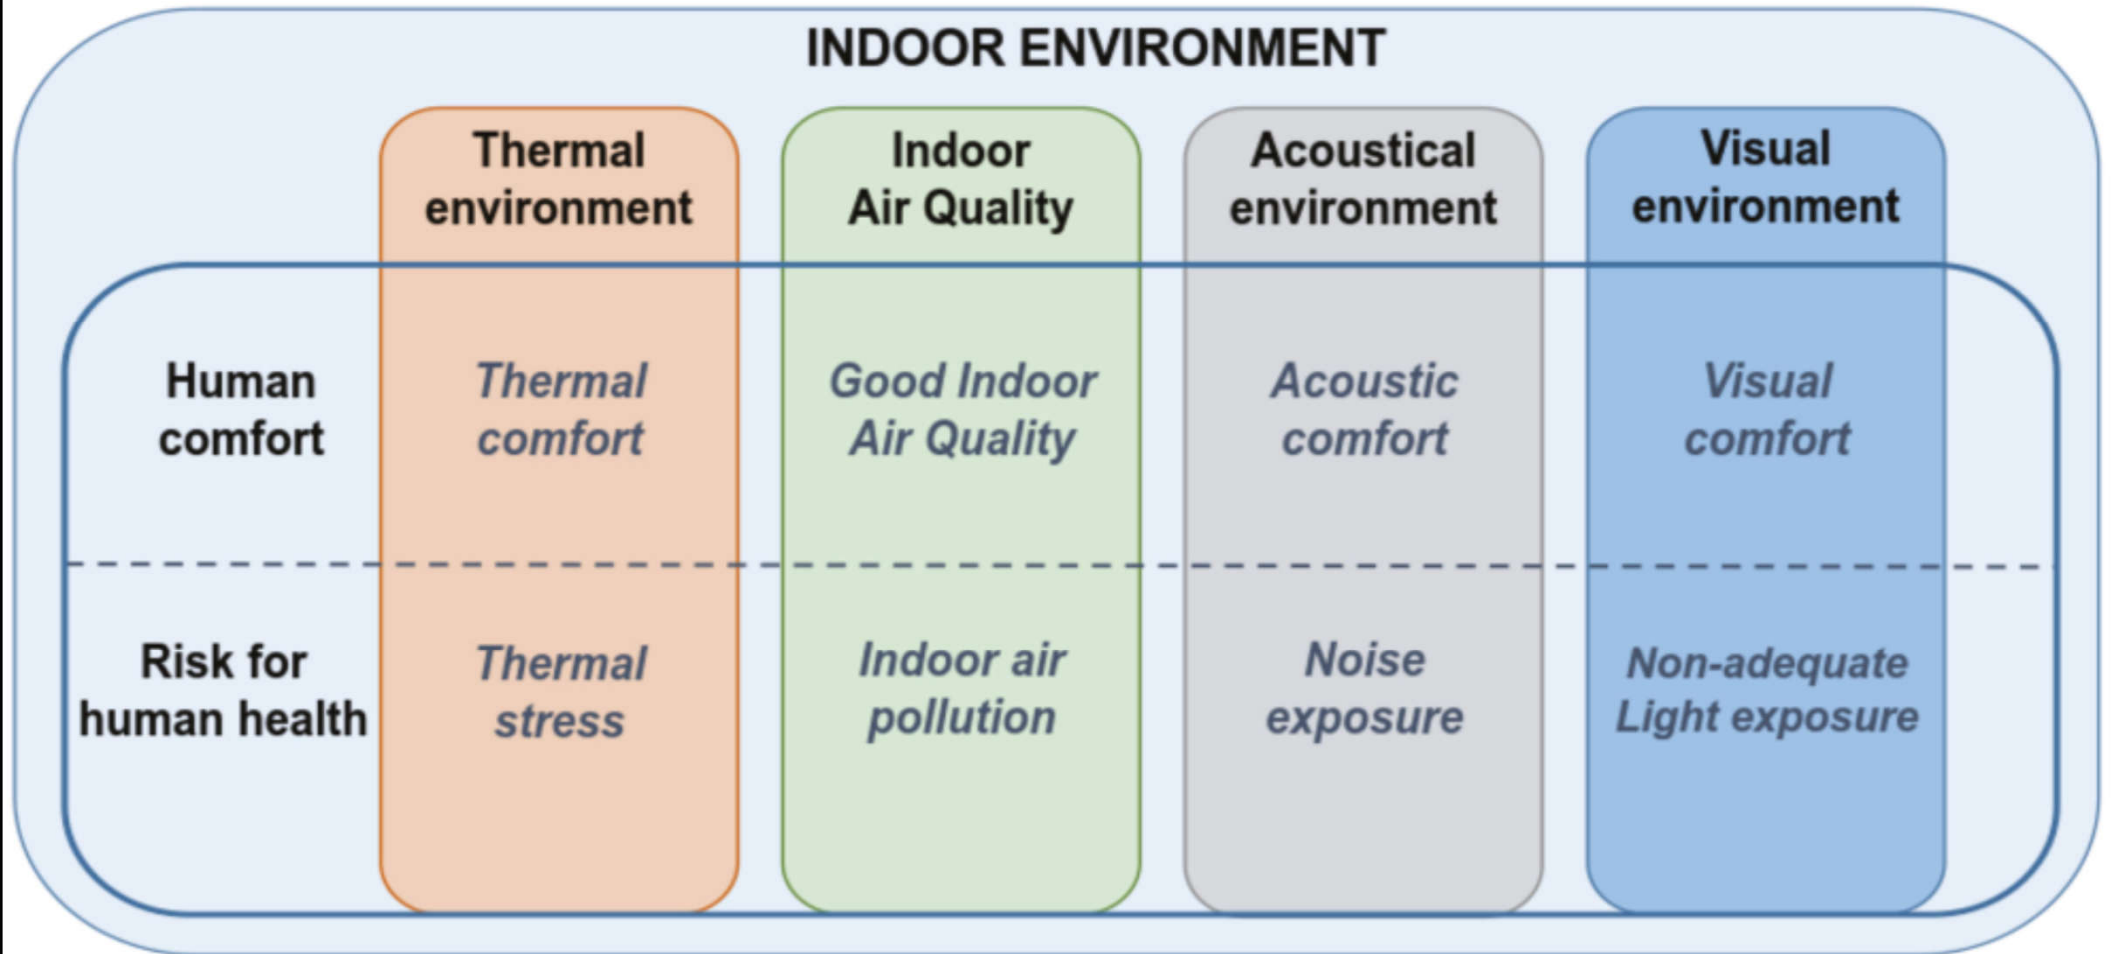 INDOOR ENVIRONMENT
Thermal
environment
Indoor
Air Quality
Acoustical
environment
Visual
environment
Human
comfort
Thermal
comfort
Good Indoor
Air Quality
Acoustic
comfort
Visual
comfort
Risk for
human health
Thermal
stress
Indoor air
pollution
Noise
exposure
Non-adequate
Light exposure